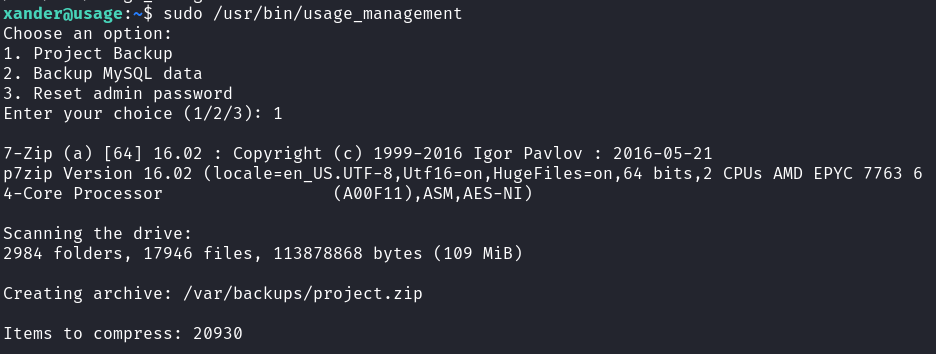 xander@usage:~$ sudo /usr/bin/usage_management
Choose an option:
1. Project Backup
2. Backup MySQL data
3. Reset admin password
Enter your choice (1/2/3): 1
7-Zip (a) [64] 16.02 : Copyright (c) 1999-2016 Igor Pavlov : 2016-05-21
p7zip Version 16.02 (locale=en_US.UTF-8,Utf16=on,HugeFiles=on,64 bits,2 CPUs AMD EPYC 7763 6
4-Core Processor                 (A00F11),ASM,AES-NI)
Scanning the drive:
2984 folders, 17946 files, 113878868 bytes (109 MiB)
Creating archive: /var/backups/project.zip
Items to compress: 20930